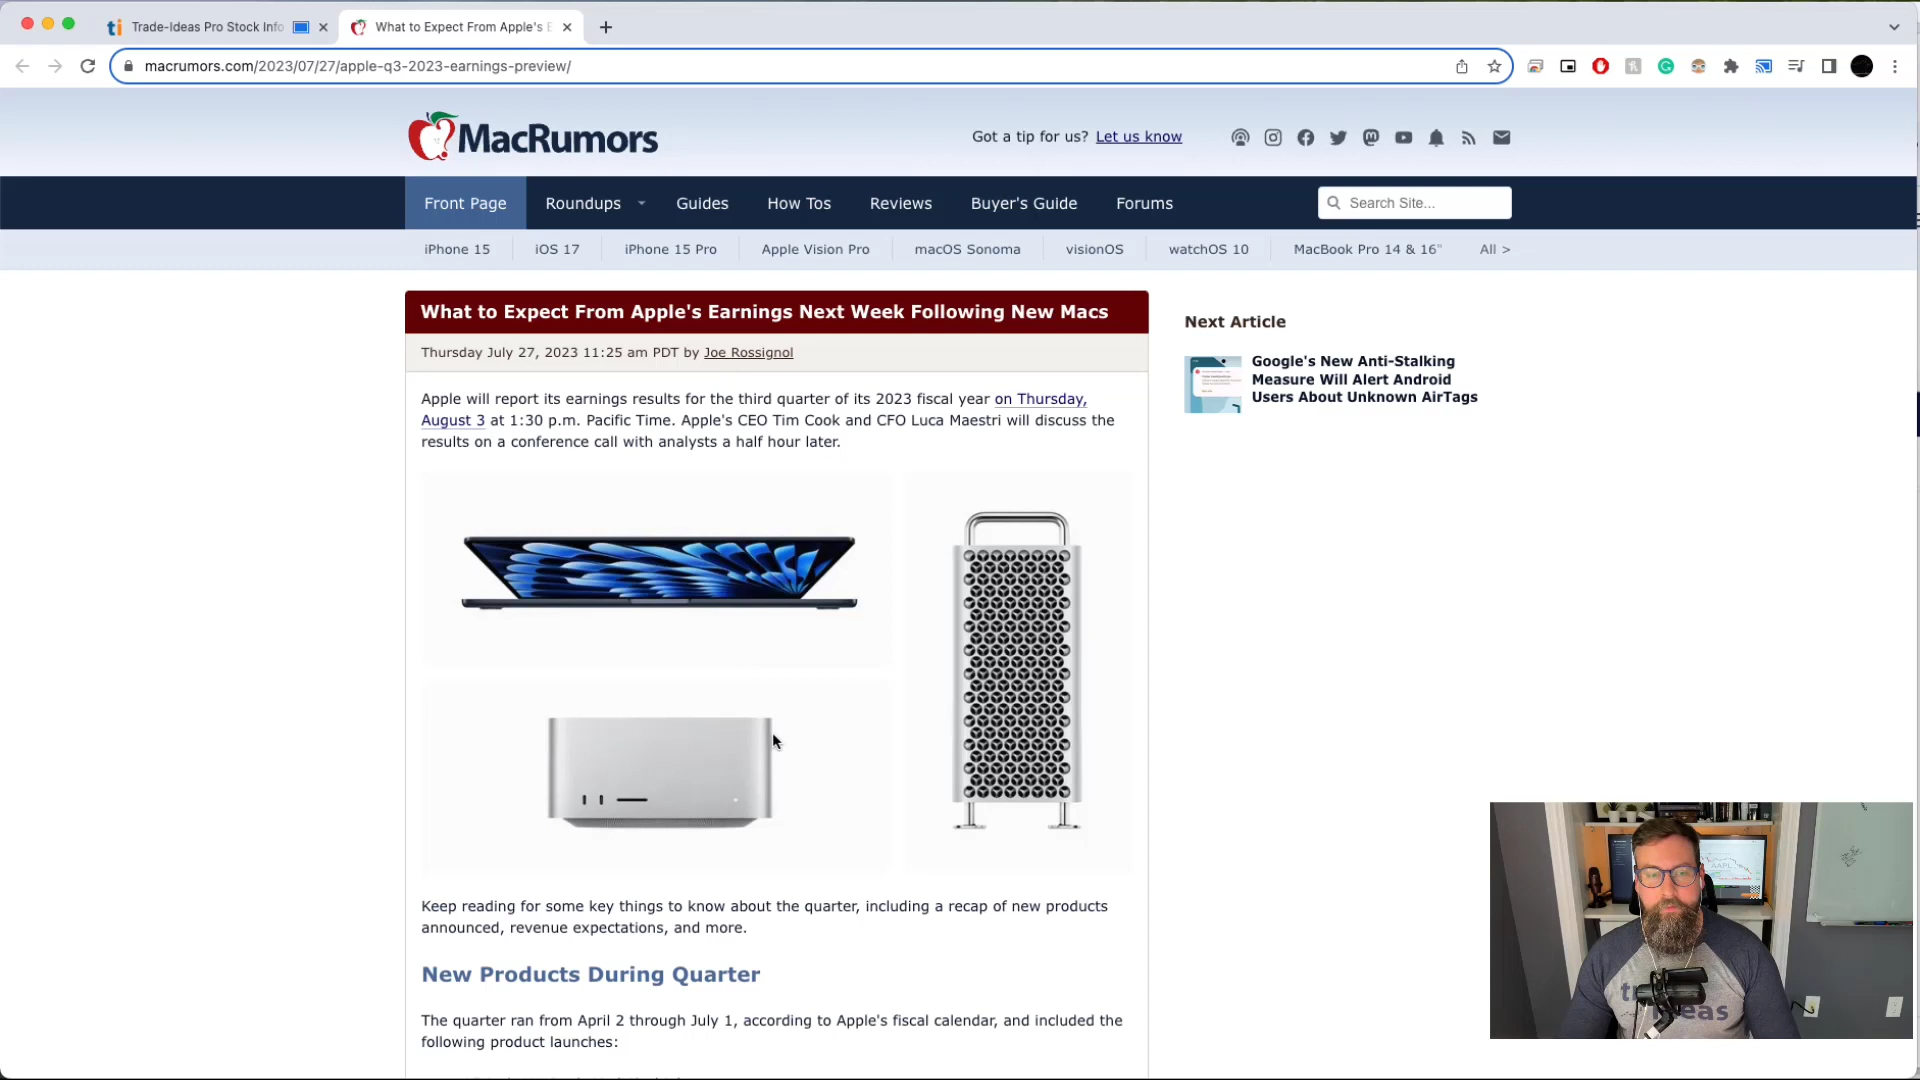 Trade-Ideas Pro Stock Info
What to Expect From Apple's E
macrumors.com/2023/07/27/apple-q3-2023-earnings-preview/
MacRumors
Got a tip for us? Let us know
Front Page
Roundups
Guides
How Tos
Reviews
Buyer's Guide
Forums
Search Site...
iPhone 15
iOS 17
iPhone 15 Pro
Apple Vision Pro
macOS Sonoma
visionOS
watchOS 10
MacBook Pro 14 & 16"
All >
What to Expect From Apple's Earnings Next Week Following New Macs
Thursday July 27, 2023 11:25 am PDT by Joe Rossignol
Apple will report its earnings results for the third quarter of its 2023 fiscal year on Thursday,
August 3 at 1:30 p.m. Pacific Time. Apple's CEO Tim Cook and CFO Luca Maestri will discuss the
results on a conference call with analysts a half hour later.
Keep reading for some key things to know about the quarter, including a recap of new products
announced, revenue expectations, and more.
New Products During Quarter
The quarter ran from April 2 through July 1, according to Apple's fiscal calendar, and included the
following product launches:
Next Article
Google's New Anti-Stalking
Measure Will Alert Android
Users About Unknown AirTags
AAPL